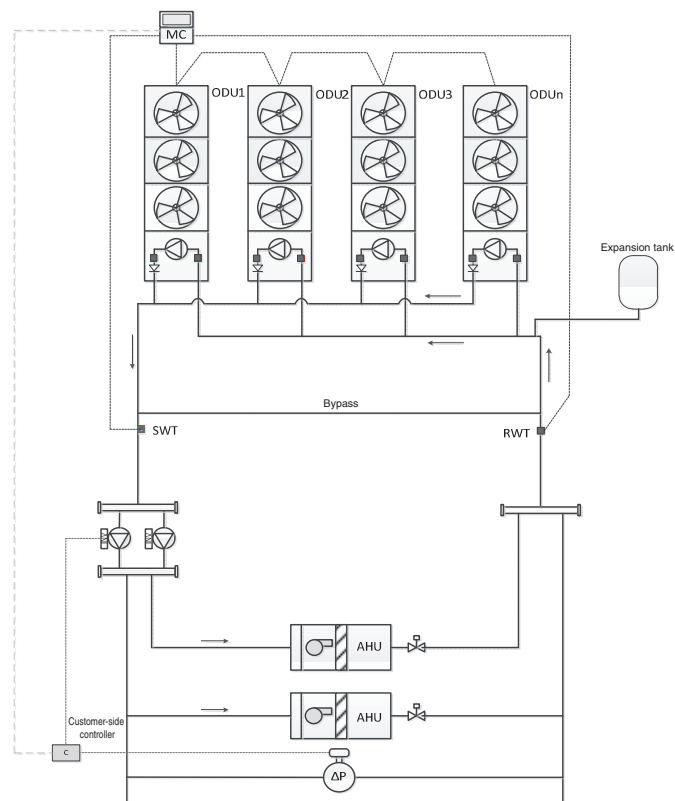 MC
ODU1
ODU2
ODU3
ODUn
Expansion tank
Bypass
SWT
RWT
AHU
AHU
Customer-side
controller
C
ΔP